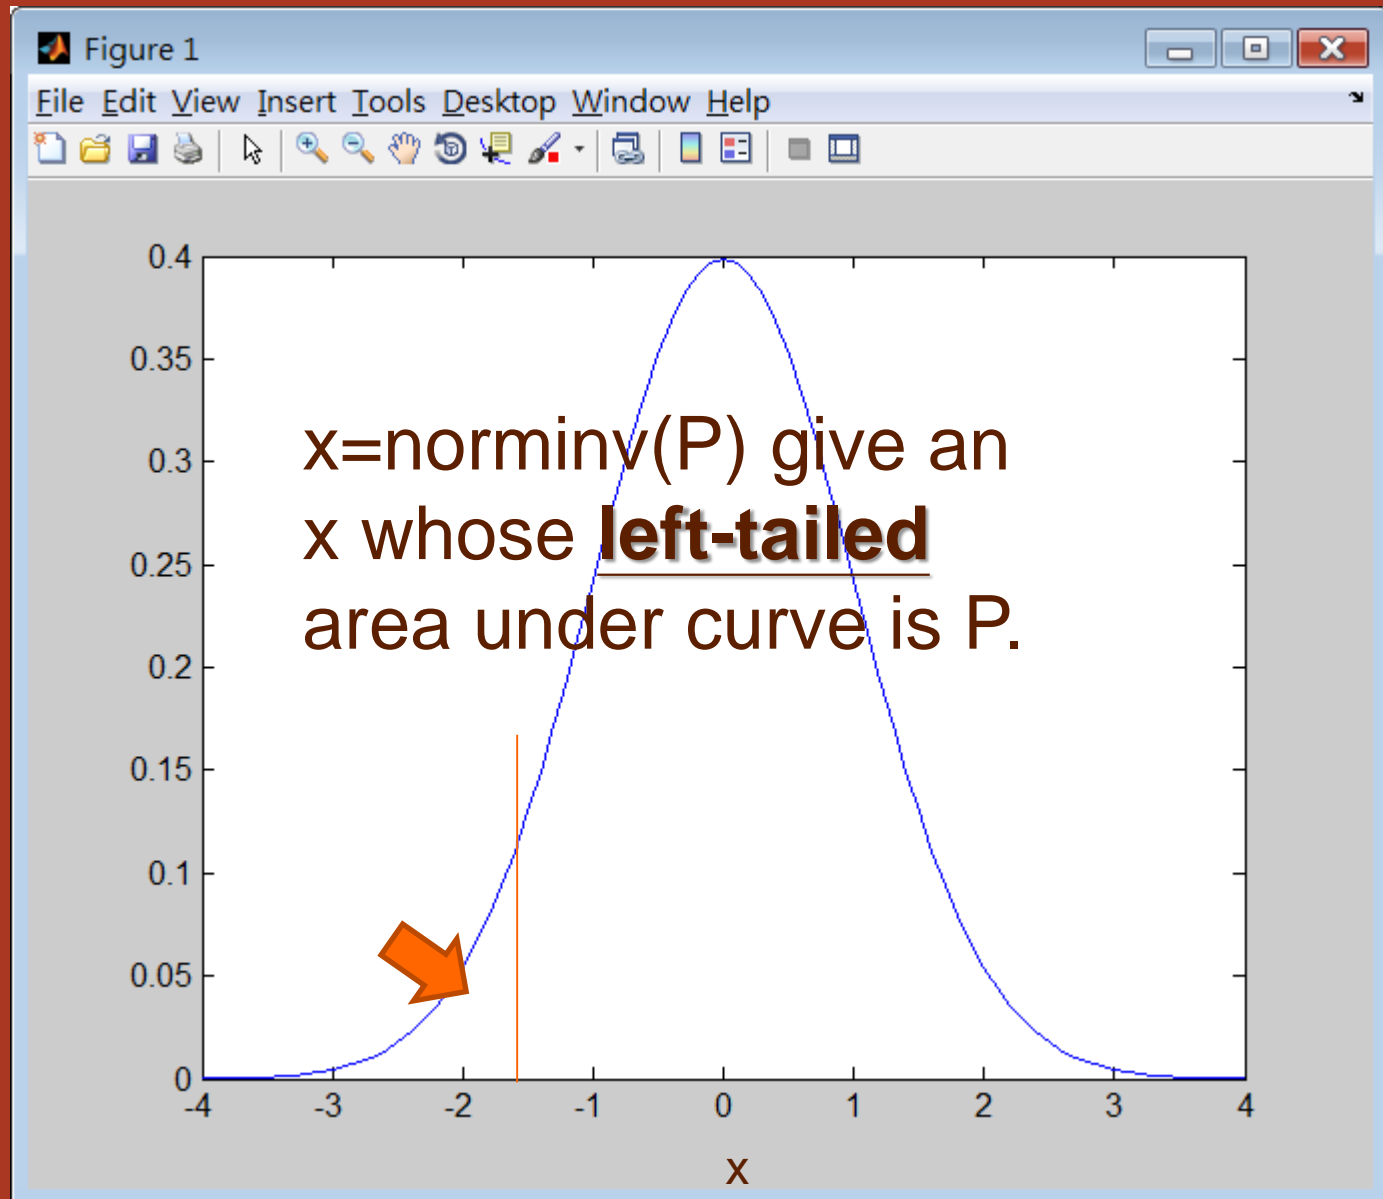 Figure 1
File Edit View Insert Tools Desktop Window Help
0.4
0.35
0.3
0.25
0.2
0.15
0.1
0.05
0
x=norminv(P) give an
x whose left-tailed
area under curve is P.
-4 -3 -2 -1 0 1 2 3 4
x